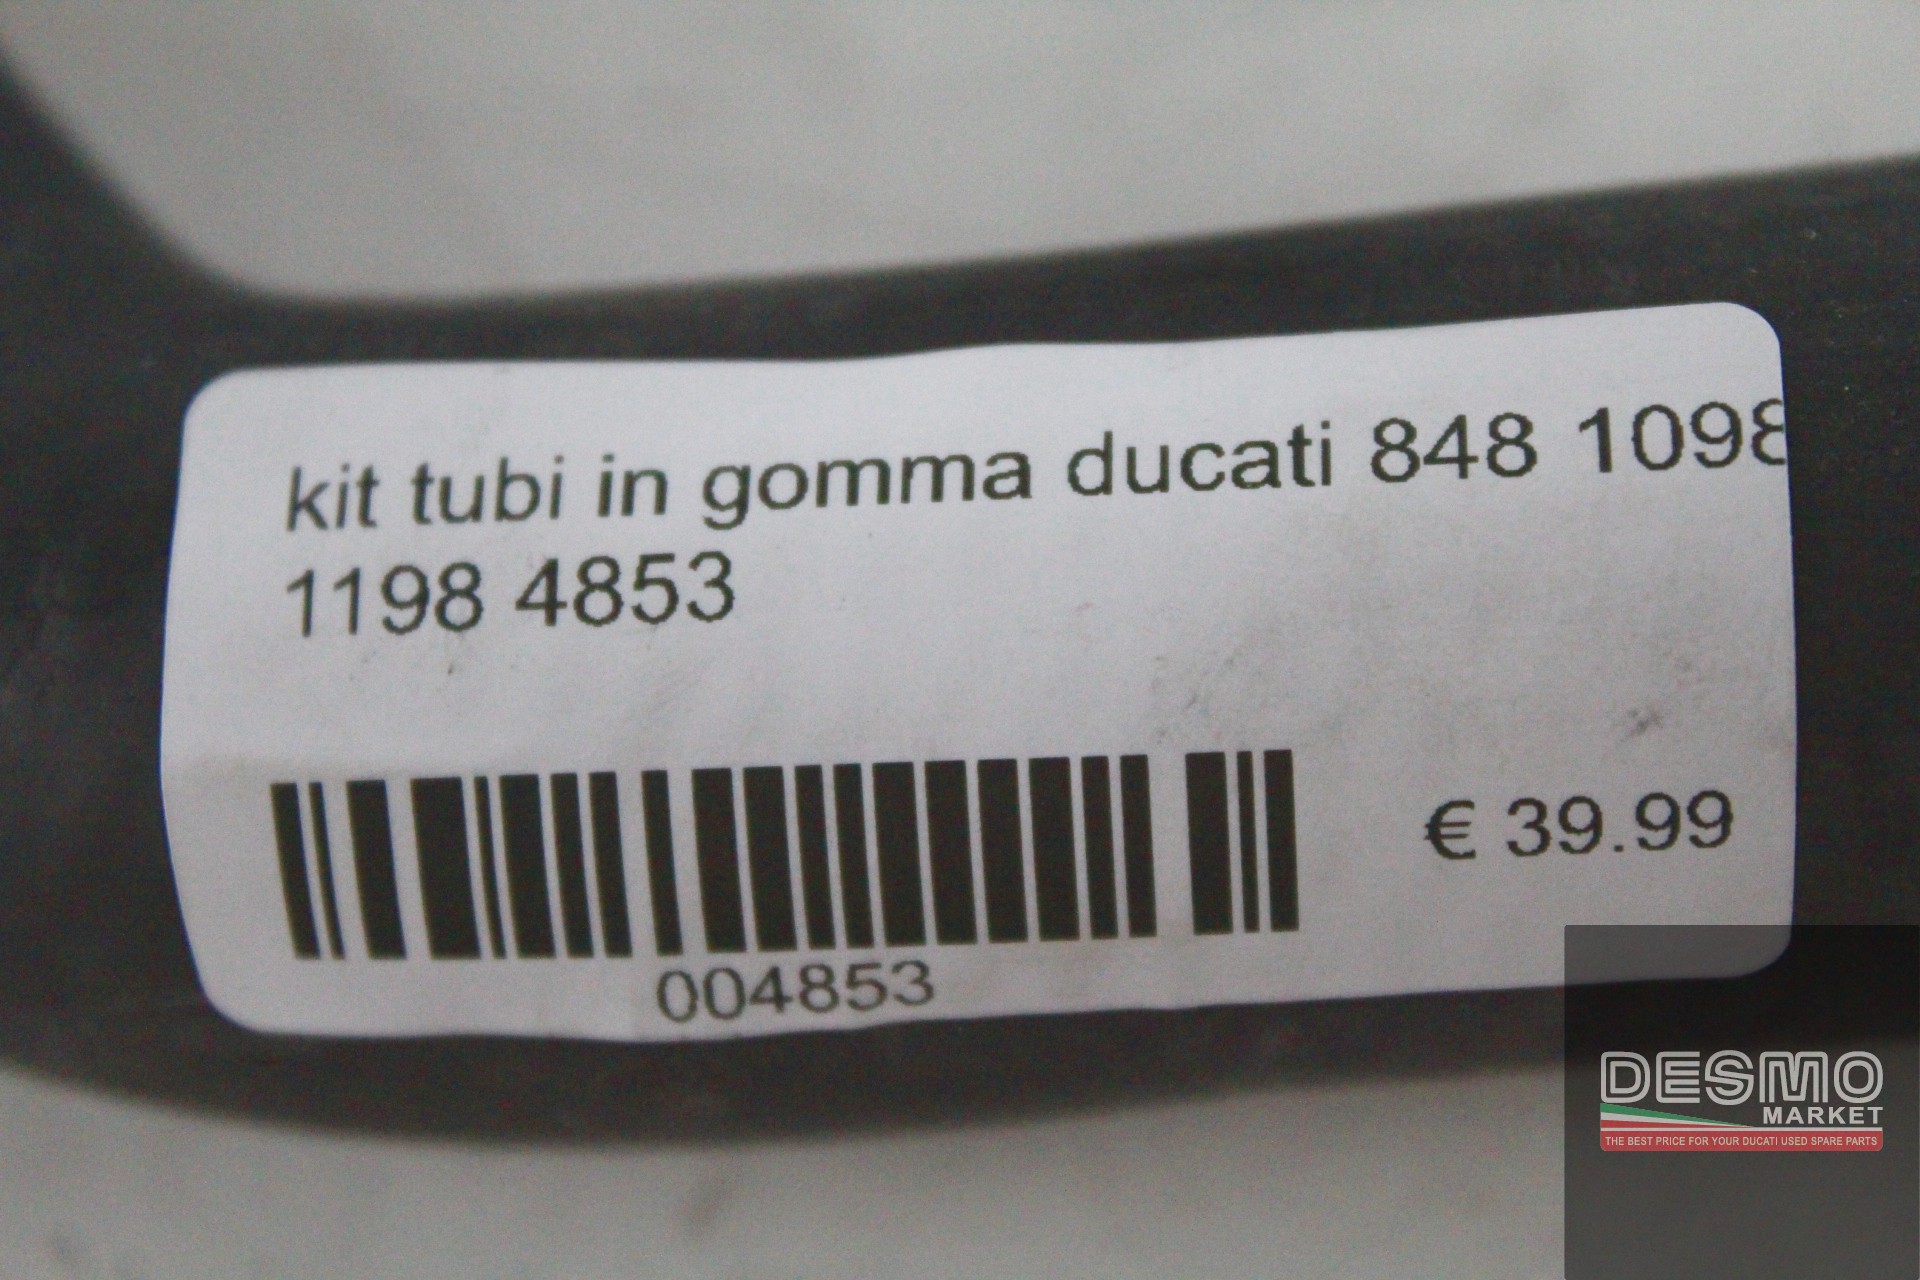 kit tubi in gomma ducati 848 1098
1198 4853
€ 39.99
004853
DESMO
MARKET
THE BEST PRICE FOR YOUR DUCATI USED SPARE PARTS